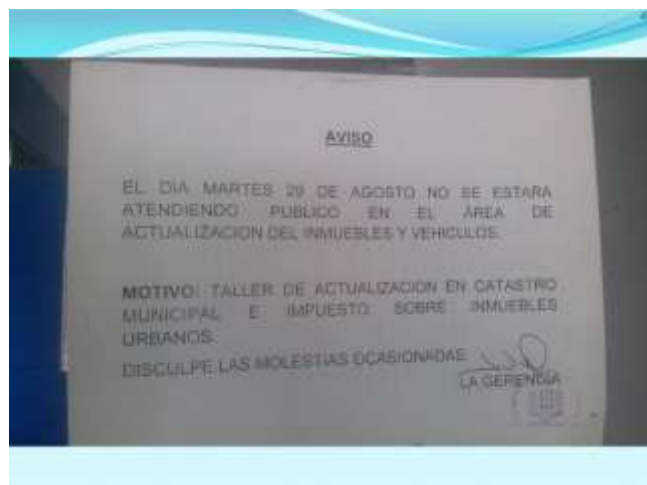 AVISO
EL DIA MARTES 29 DE AGOSTO NO SE ESTARA
ATENDIENDO PUBLICO EN EL AREA DE
ACTUALIZACION DEL INMUEBLES Y VEHICULOS.
MOTIVO: TALLER DE ACTUALIZACION EN CATASTRO
MUNICIPAL E IMPUESTO SOBRE INMUEBLES
URBANOS.
DISCULPE LAS MOLESTIAS OCASIONADAS
LA GERENCIA